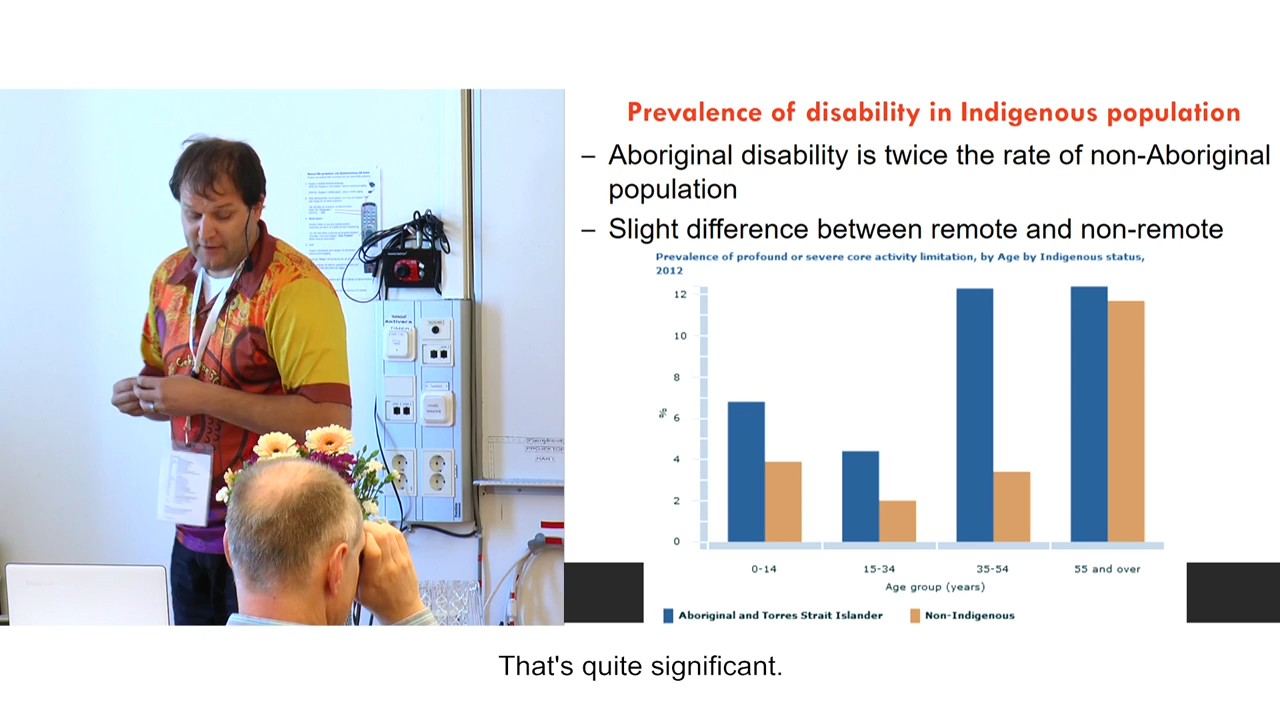 Prevalence of disability in Indigenous population
– Aboriginal disability is twice the rate of non-Aboriginal
population
– Slight difference between remote and non-remote
Prevalence of profound or severe core activity limitation, by Age by Indigenous status,
2012
%
12
10
8
6
4
2
0
0-14 15-34 35-54 55 and over
Age group (years)
Aboriginal and Torres Strait Islander Non-Indigenous
That's quite significant.